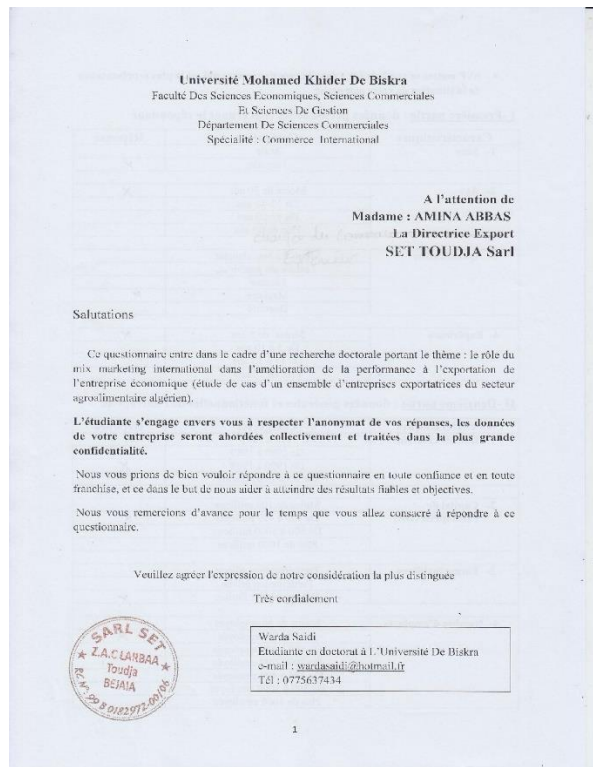 Université Mohamed Khider De Biskra
Faculté Des Sciences Economiques, Sciences Commerciales
Et Sciences De Gestion
Département De Sciences Commerciales
Spécialité : Commerce International
A l'attention de
Madame : AMINA ABBAS
La Directrice Export
SET TOUDJA Sarl
Salutations
Ce questionnaire entre dans le cadre d'une recherche doctorale portant le thème : le rôle du
mix marketing international dans l'amélioration de la performance à l'exportation de
l'entreprise économique (étude de cas d'un ensemble d'entreprises exportatrices du secteur
agroalimentaire algérien).
L'étudiante s'engage envers vous à respecter l'anonymat de vos réponses, les données
de votre entreprise seront abordées collectivement et traitées dans la plus grande
confidentialité.
Nous vous prions de bien vouloir répondre à ce questionnaire en toute confiance et en toute
franchise, et ce dans le but de nous aider à atteindre des résultats fiables et objectives.
Nous vous remercions d'avance pour le temps que vous allez consacré à répondre à ce
questionnaire.
Veuillez agréer l'expression de notre considération la plus distinguée
Très cordialement
SARL SET
Z.A.C LARBAA
Toudja
BEJAIA
R.C N°: 99 B 0182972-00/06
Warda Saidi
Etudiante en doctorat à L'Université De Biskra
e-mail : wardasaidi@hotmail.fr
Tél : 0775637434
1